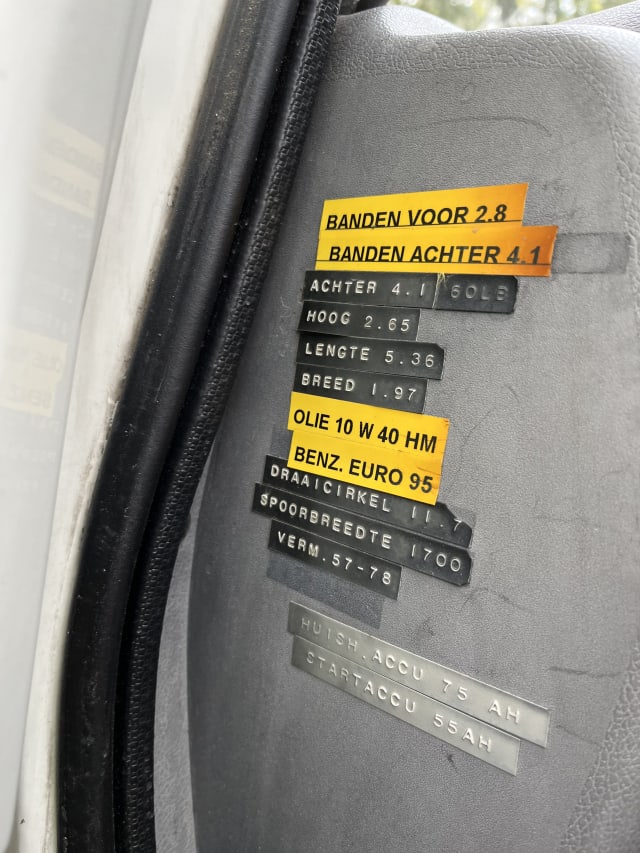 BANDEN VOOR 2.8
BANDEN ACHTER 4.1
ACHTER 4.1 60LB
HOOG 2.65
LENGTE 5.36
BREED 1.97
OLIE 10 W 40 HM
BENZ. EURO 95
DRAAICIRKEL 11.7
SPOORBREEDTE 1700
VERM.57-78
HUISH.ACCU 75 AH
STARTACCU 55AH